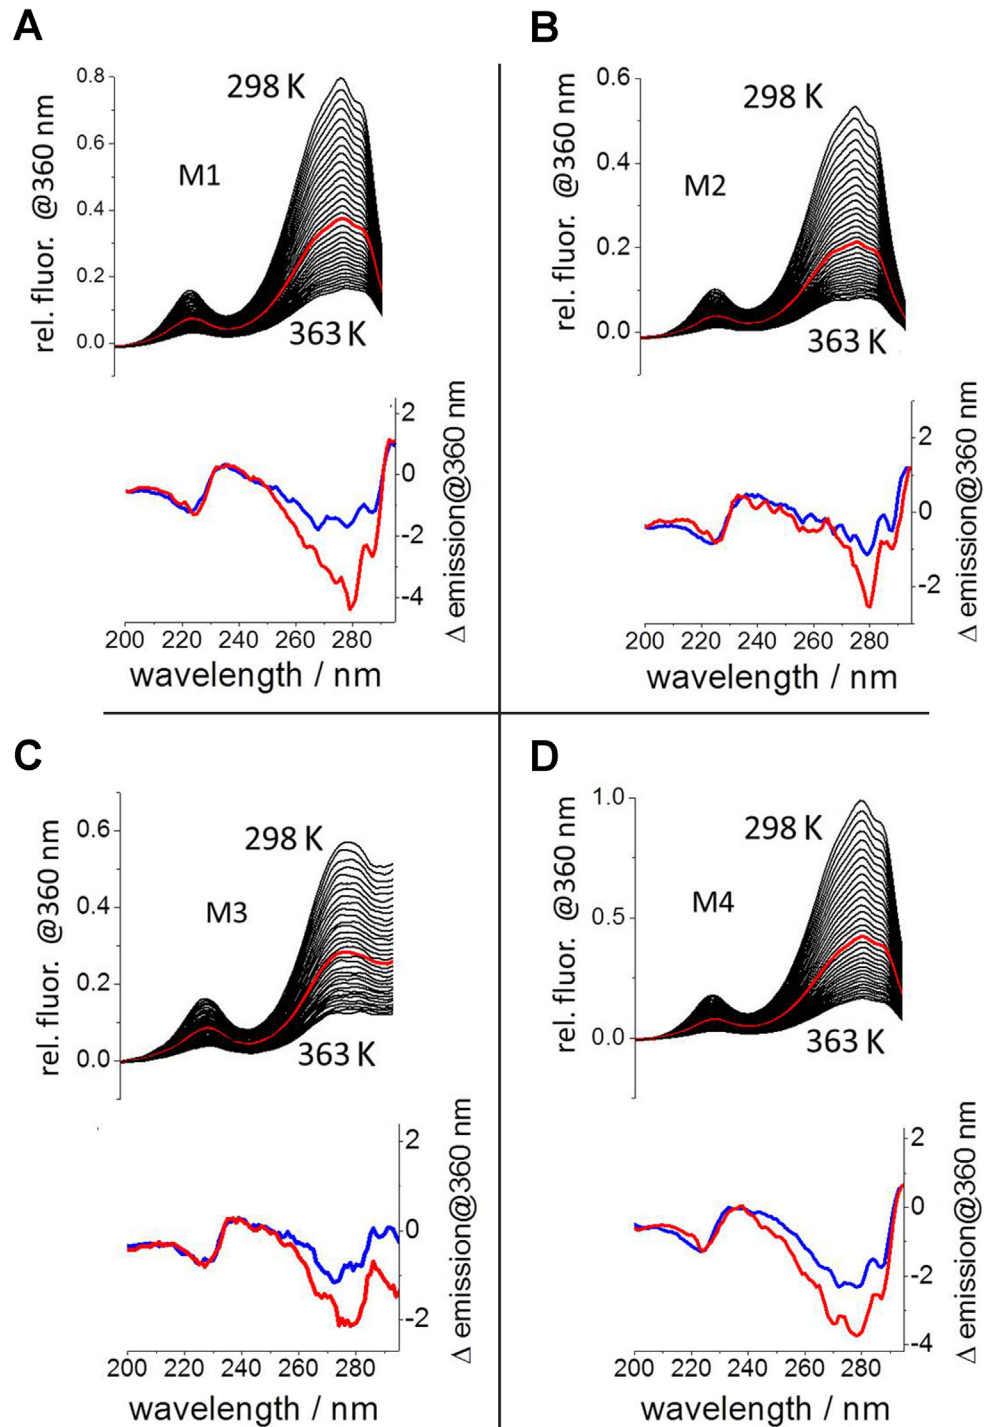 A
rel. fluor. @360 nm
0.8
0.6
0.4
0.2
0.0
298 K
M1
363 K
2
0
-2
-4
Δ emission@360 nm
200 220 240 260 280
wavelength / nm
B
rel. fluor. @360 nm
0.6
0.4
0.2
0.0
298 K
M2
363 K
2
0
-2
Δ emission@360 nm
200 220 240 260 280
wavelength / nm
C
rel. fluor. @360 nm
0.6
0.4
0.2
0.0
298 K
M3
363 K
2
0
-2
Δ emission@360 nm
200 220 240 260 280
wavelength / nm
D
rel. fluor. @360 nm
1.0
0.5
0.0
298 K
M4
363 K
2
0
-2
-4
Δ emission@360 nm
200 220 240 260 280
wavelength / nm